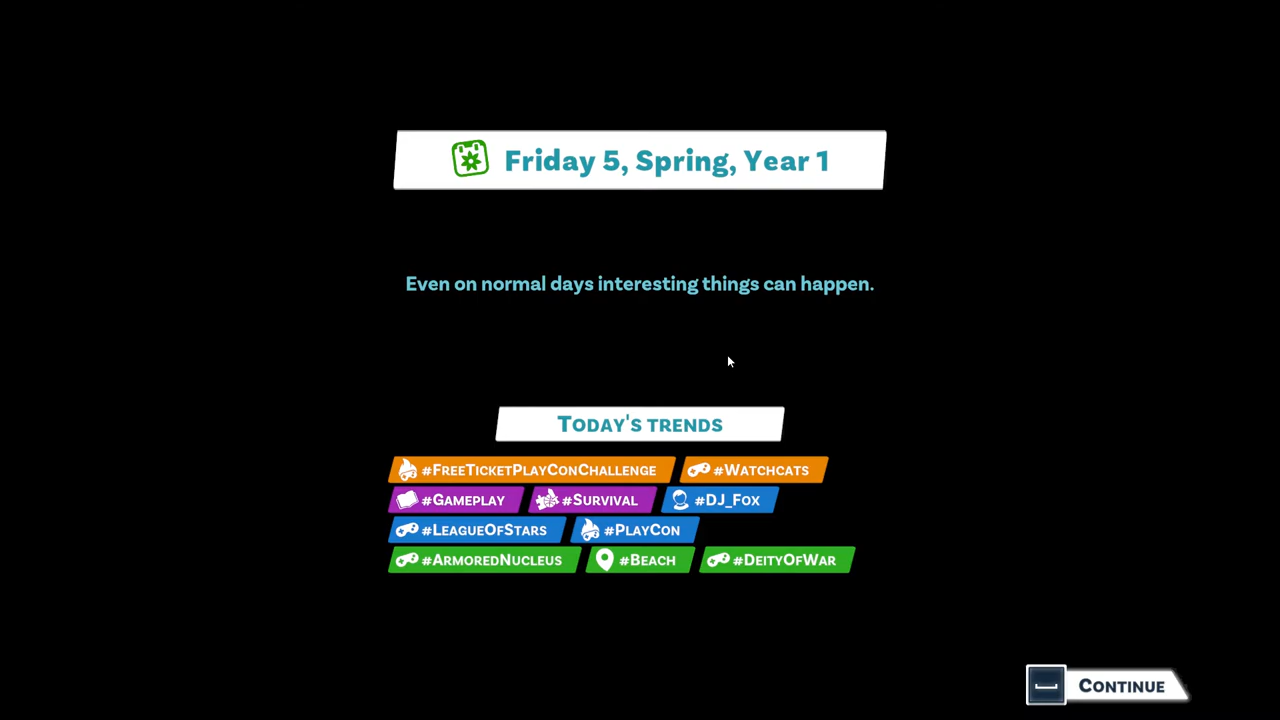 Friday 5, Spring, Year 1
Even on normal days interesting things can happen.
Today's trends
#FreeTicketPlayConChallenge #Watchcats
#Gameplay #Survival #DJ_Fox
#LeagueOfStars #PlayCon
#ArmoredNucleus #Beach #DeityOfWar
Continue